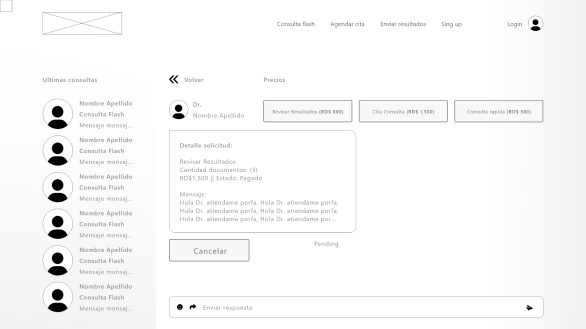 Consulta flash
Agendar cita
Enviar resultados
Sing up
Login
Ultimas consultas
Nombre Apellido
Consulta Flash
Mensaje mensaj...
Nombre Apellido
Consulta Flash
Mensaje mensaj...
Nombre Apellido
Consulta Flash
Mensaje mensaj...
Nombre Apellido
Consulta Flash
Mensaje mensaj...
Nombre Apellido
Consulta Flash
Mensaje mensaj...
Nombre Apellido
Consulta Flash
Mensaje mensaj...
Volver
Precios
Dr.
Nombre Apellido
Revisar Resultados (RD$ 800)
Cita Consulta (RD$ 1,500)
Consulta rapida (RD$ 500)
Detalle solicitud:
Revisar Resultados
Cantidad documentos: (5)
RD$1,500 || Estado: Pagado
Mensaje:
Hola Dr. atiendame porfa, Hola Dr. atiendame porfa,
Hola Dr. atiendame porfa, Hola Dr. atiendame porfa,
Hola Dr. atiendame porfa, Hola Dr. atiendame por...
Cancelar
Pending
Enviar respuesta